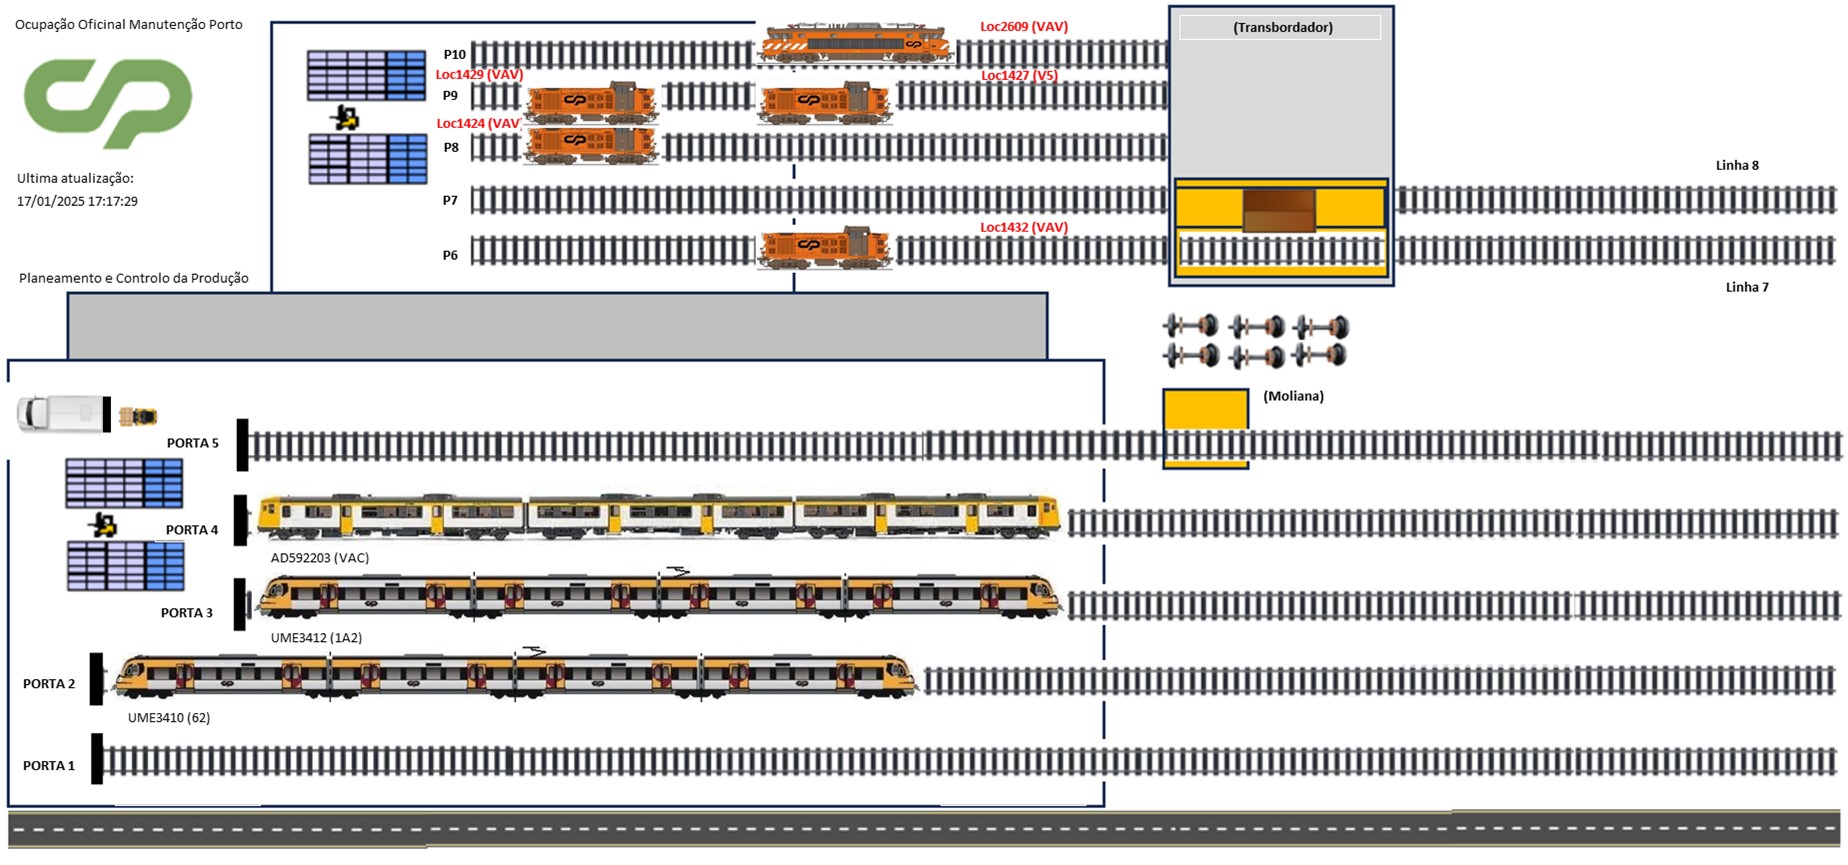 Ocupação Oficinal Manutenção Porto
CP
Ultima atualização:
17/01/2025 17:17:29
Planeamento e Controlo da Produção
P10
Loc2609 (VAV)
(Transbordador)
Loc1429 (VAV)
Loc1427 (V5)
P9
Loc1424 (VAV)
P8
P7
Linha 8
Loc1432 (VAV)
P6
Linha 7
(Moliana)
PORTA 5
PORTA 4
AD592203 (VAC)
PORTA 3
UME3412 (1A2)
PORTA 2
UME3410 (62)
PORTA 1